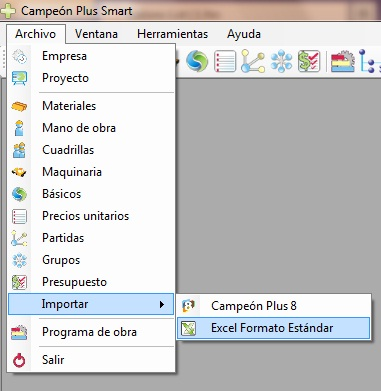 Campeón Plus Smart
Archivo Ventana Herramientas Ayuda
Empresa
Proyecto
Materiales
Mano de obra
Cuadrillas
Maquinaria
Básicos
Precios unitarios
Partidas
Grupos
Presupuesto
Importar
Campeón Plus 8
Excel Formato Estándar
Programa de obra
Salir